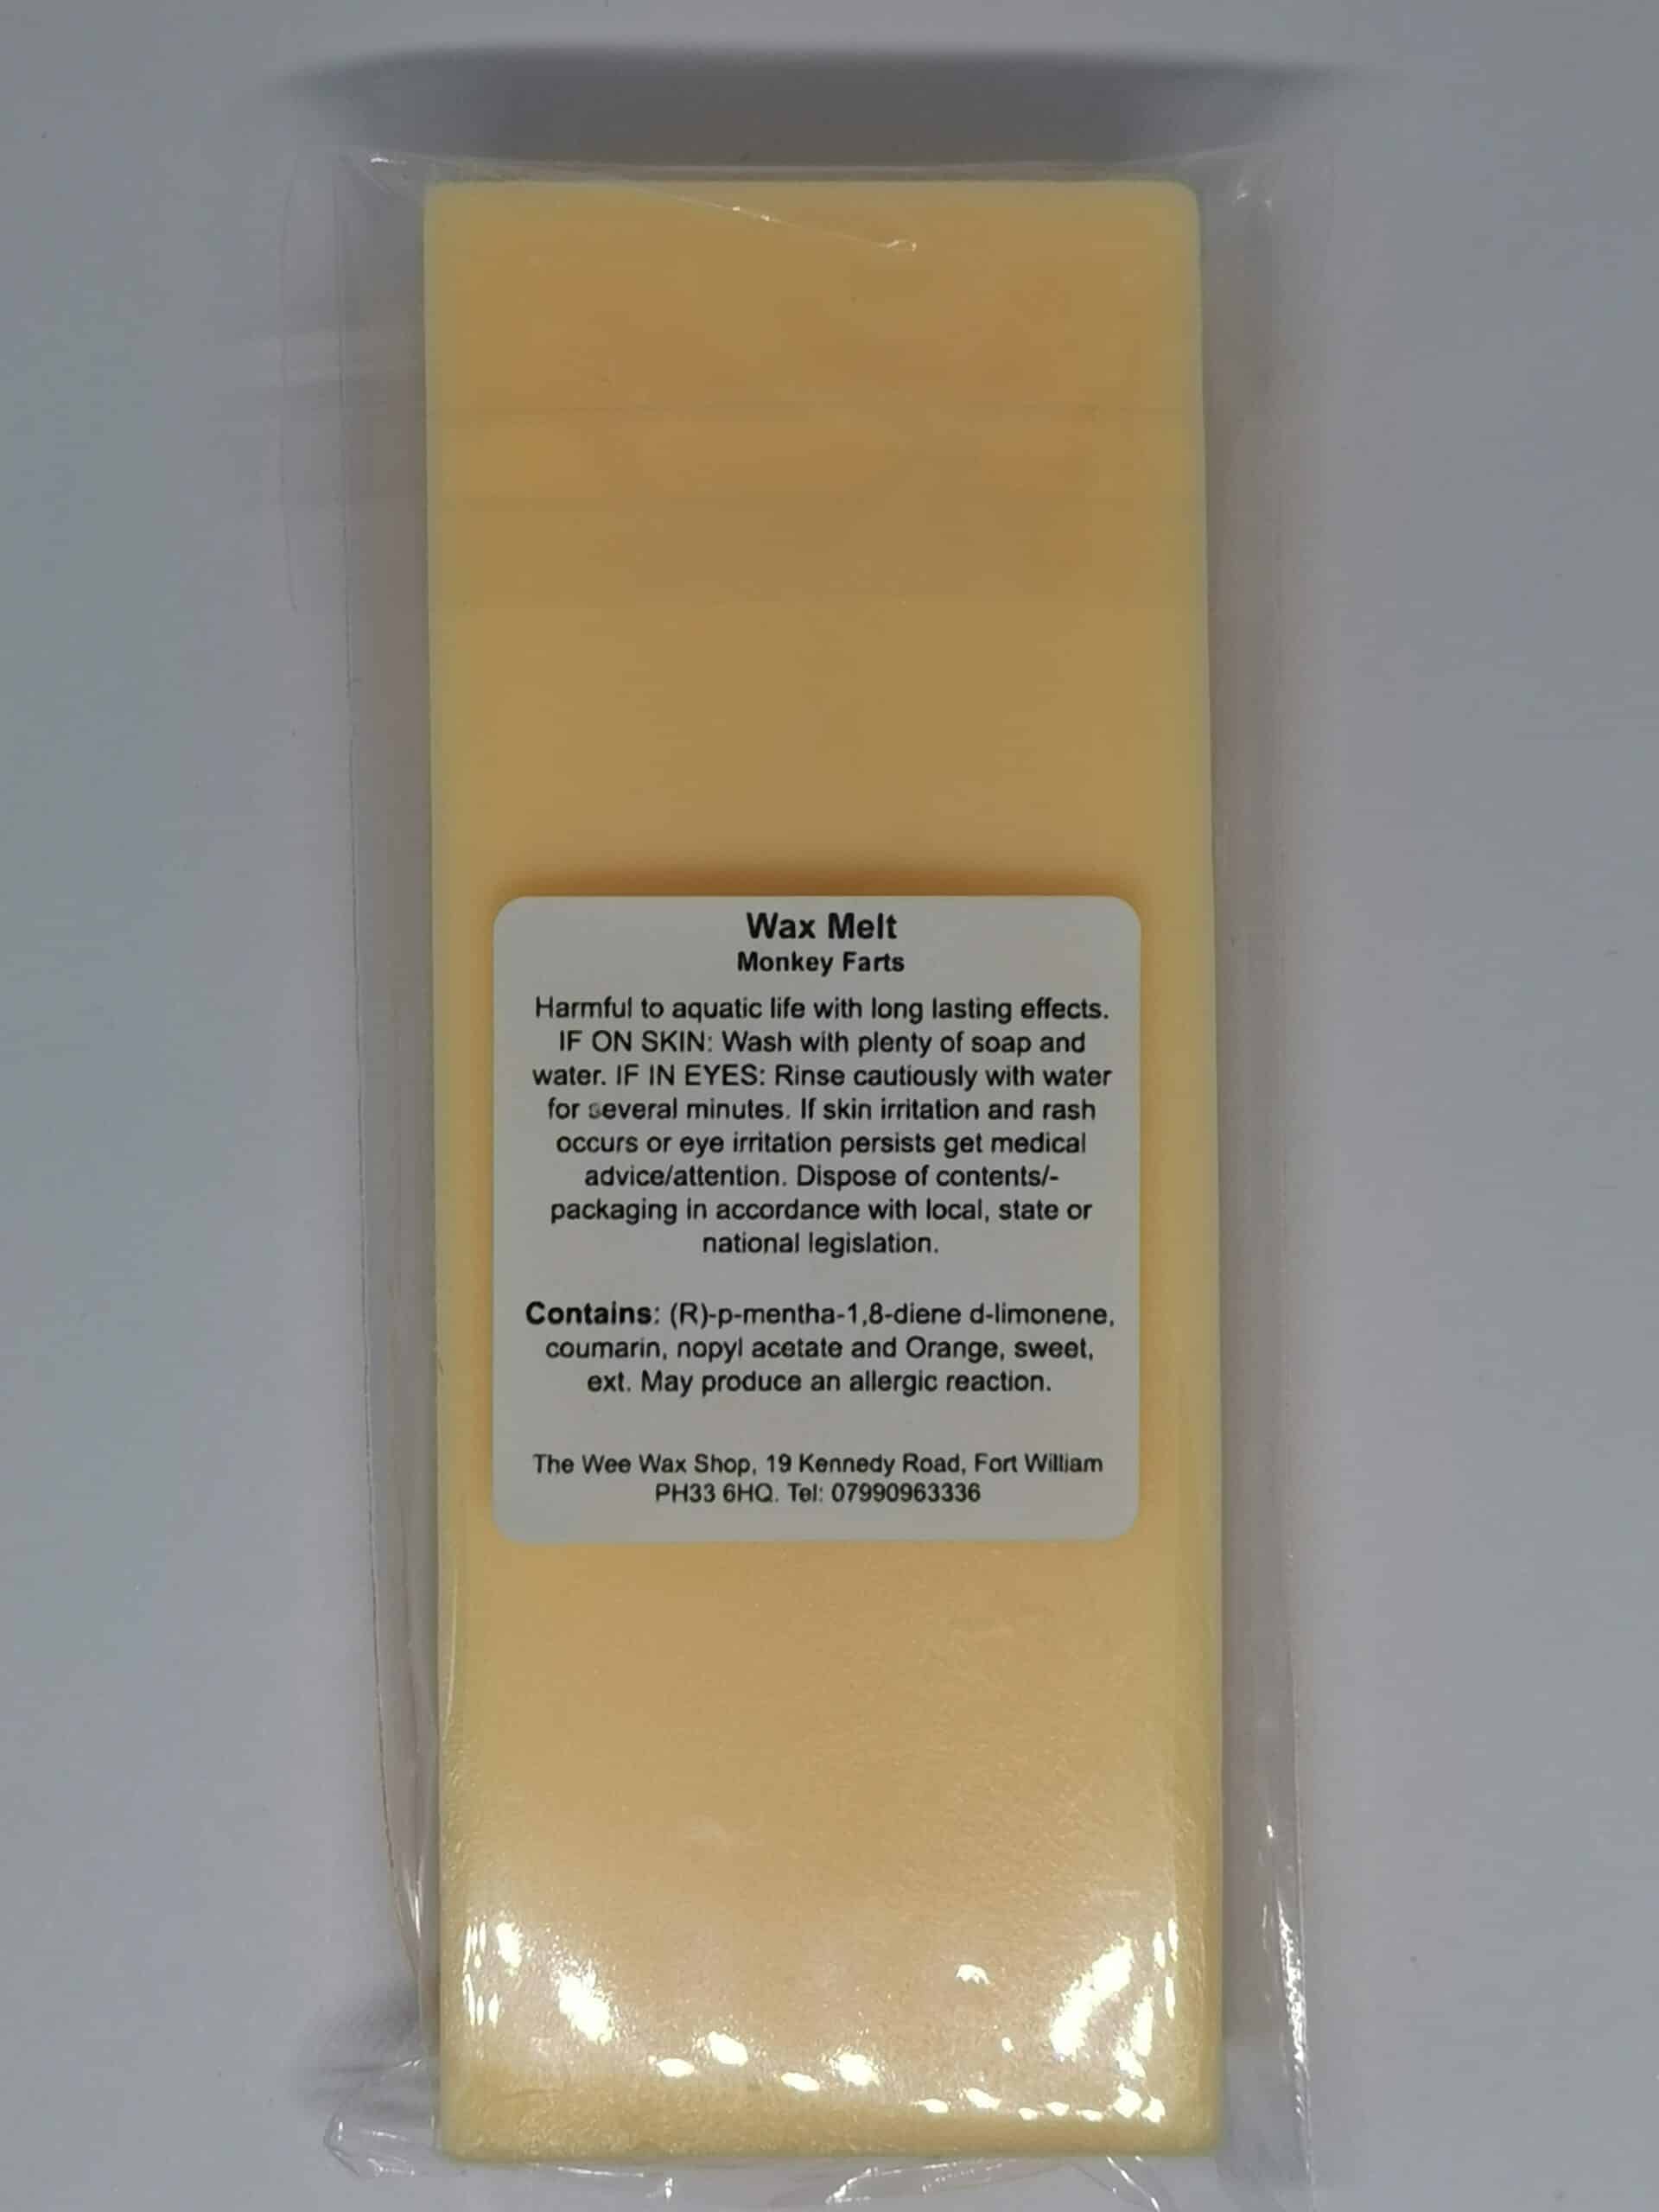 Wax Melt
Monkey Farts
Harmful to aquatic life with long lasting effects.
IF ON SKIN: Wash with plenty of soap and
water. IF IN EYES: Rinse cautiously with water
for several minutes. If skin irritation and rash
occurs or eye irritation persists get medical
advice/attention. Dispose of contents/-
packaging in accordance with local, state or
national legislation.
Contains: (R)-p-mentha-1,8-diene d-limonene,
coumarin, nopyl acetate and Orange, sweet,
ext. May produce an allergic reaction.
The Wee Wax Shop, 19 Kennedy Road, Fort William
PH33 6HQ. Tel: 07990963336